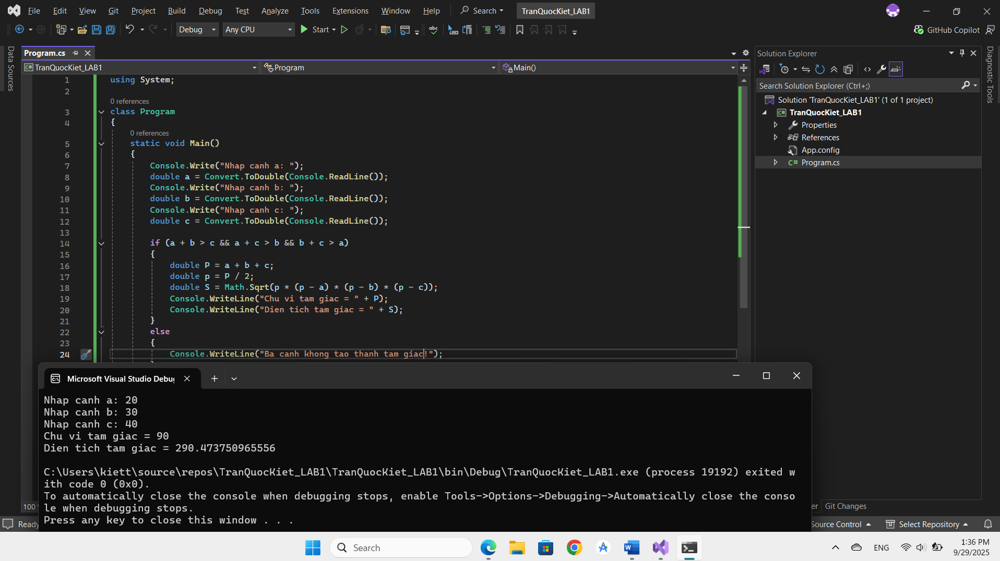 File Edit View Git Project Build Debug Test Analyze Tools Extensions Window Help Search TranQuocKiet_LAB1
Debug Any CPU Start GitHub Copilot
Data Sources
Program.cs
TranQuocKiet_LAB1 Program Main()
1 using System;
2
0 references
3 class Program
4 {
0 references
5 static void Main()
6 {
7 Console.Write("Nhap canh a: ");
8 double a = Convert.ToDouble(Console.ReadLine());
9 Console.Write("Nhap canh b: ");
10 double b = Convert.ToDouble(Console.ReadLine());
11 Console.Write("Nhap canh c: ");
12 double c = Convert.ToDouble(Console.ReadLine());
13
14 if (a + b > c && a + c > b && b + c > a)
15 {
16 double P = a + b + c;
17 double p = P / 2;
18 double S = Math.Sqrt(p * (p - a) * (p - b) * (p - c));
19 Console.WriteLine("Chu vi tam giac = " + P);
20 Console.WriteLine("Dien tich tam giac = " + S);
21 }
22 else
23 {
24 Console.WriteLine("Ba canh khong tao thanh tam giac!");
Solution Explorer
Search Solution Explorer (Ctrl+;)
Solution 'TranQuocKiet_LAB1' (1 of 1 project)
C# TranQuocKiet_LAB1
Properties
References
App.config
C# Program.cs
Diagnostic Tools
Microsoft Visual Studio Debug
Nhap canh a: 20
Nhap canh b: 30
Nhap canh c: 40
Chu vi tam giac = 90
Dien tich tam giac = 290.473750965556
C:\Users\kiett\source\repos\TranQuocKiet_LAB1\TranQuocKiet_LAB1\bin\Debug\TranQuocKiet_LAB1.exe (process 19192) exited w
ith code 0 (0x0).
To automatically close the console when debugging stops, enable Tools->Options->Debugging->Automatically close the conso
le when debugging stops.
Press any key to close this window . . .
100
er Git Changes
Ready
Source Control Select Repository
Search
ENG
1:36 PM
9/29/2025